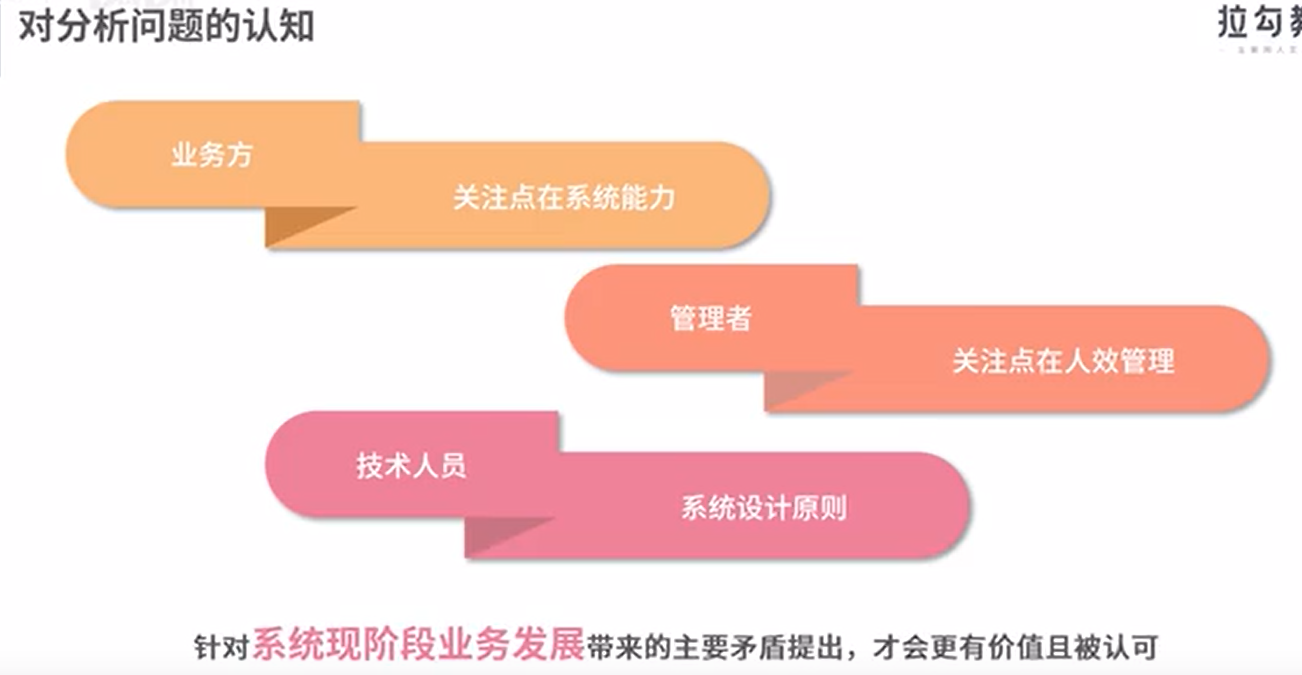 对分析问题的认知
拉勾
业务方
关注点在系统能力
管理者
关注点在人效管理
技术人员
系统设计原则
针对系统现阶段业务发展带来的主要矛盾提出，才会更有价值且被认可